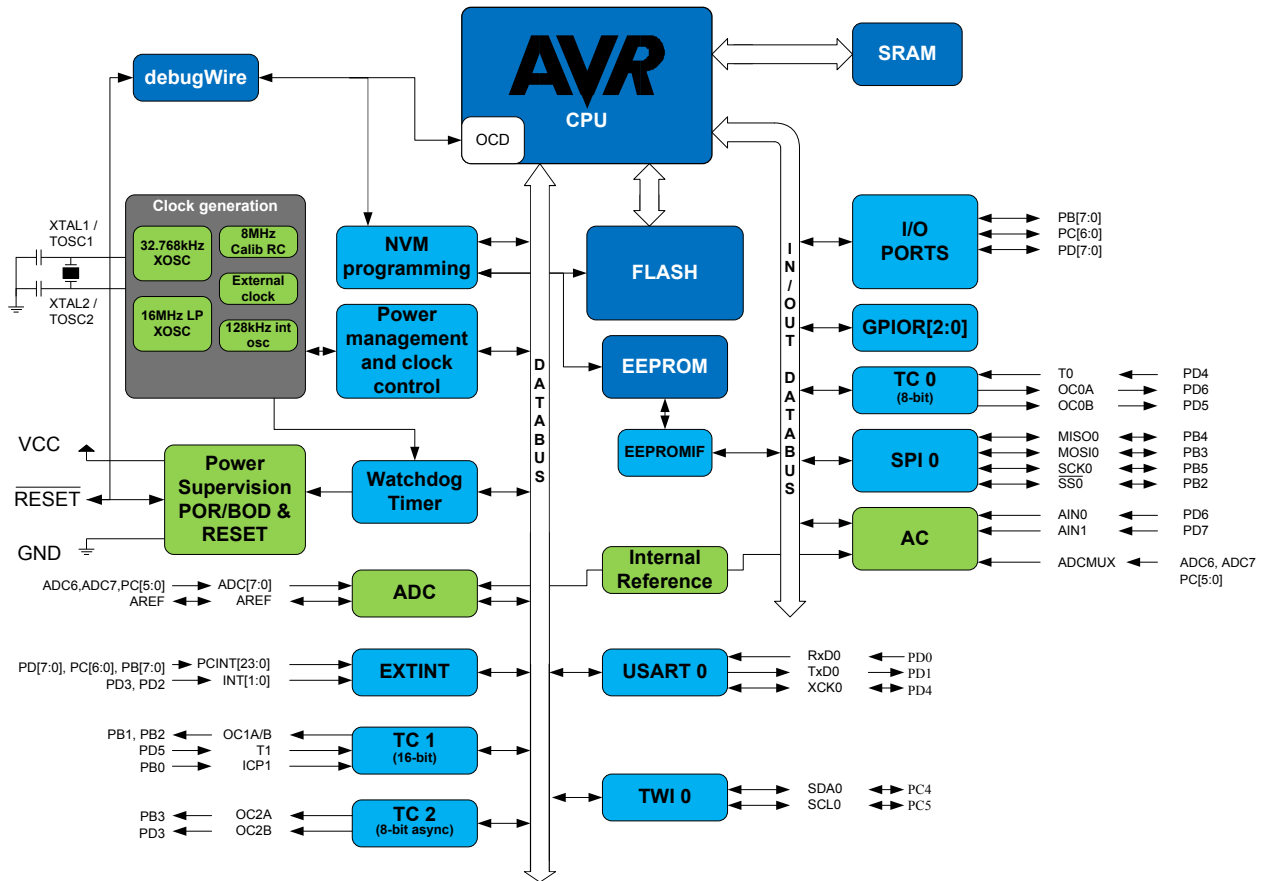 AVR
CPU
OCD
SRAM
debugWire
Clock generation
32.768kHz
XOSC
8MHz
Calib RC
External
clock
16MHz LP
XOSC
128kHz int
osc
XTAL1 /
TOSC1
XTAL2 /
TOSC2
NVM
programming
Power
management
and clock
control
FLASH
EEPROM
EEPROMIF
VCC
RESET
GND
Power
Supervision
POR/BOD &
RESET
Watchdog
Timer
DATABUS
IN/OUT DATABUS
I/O
PORTS
PB[7:0]
PC[6:0]
PD[7:0]
GPIOR[2:0]
TC 0
(8-bit)
T0 PD4
OC0A PD6
OC0B PD5
SPI 0
MISO0 PB4
MOSI0 PB3
SCK0 PB5
SS0 PB2
AC
AIN0 PD6
AIN1 PD7
ADCMUX ADC6, ADC7
PC[5:0]
Internal
Reference
ADC6,ADC7,PC[5:0] ADC[7:0]
AREF AREF
ADC
PD[7:0], PC[6:0], PB[7:0] PCINT[23:0]
PD3, PD2 INT[1:0]
EXTINT
USART 0
RxD0 PD0
TxD0 PD1
XCK0 PD4
PB1, PB2 OC1A/B
PD5 T1
PB0 ICP1
TC 1
(16-bit)
TWI 0
SDA0 PC4
SCL0 PC5
PB3 OC2A
PD3 OC2B
TC 2
(8-bit async)